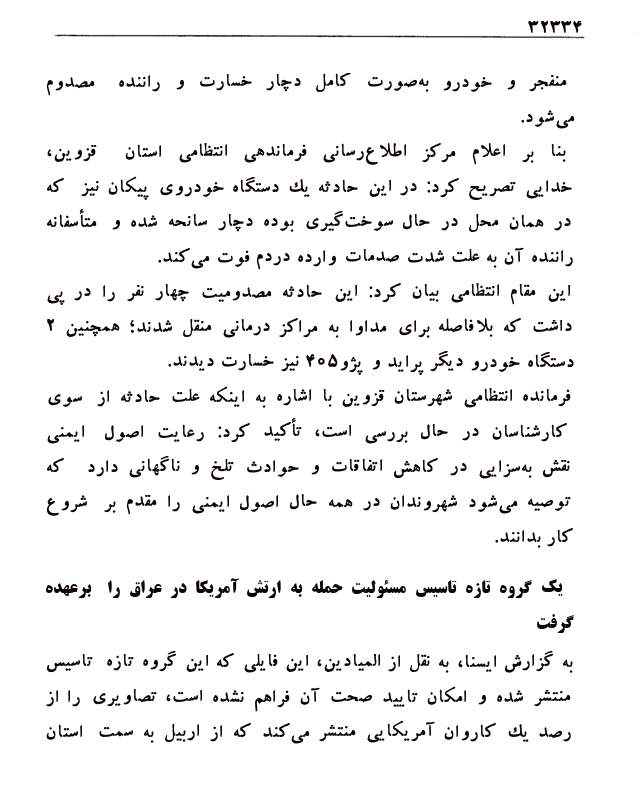 ۳۲۳۳۴
منفجر و خودرو به‌صورت کامل دچار خسارت و راننده مصدوم
می‌شود.
بنا بر اعلام مرکز اطلاع‌رسانی فرماندهی انتظامی استان قزوین،
خدایی تصریح کرد: در این حادثه یك دستگاه خودروی پیکان نیز که
در همان محل در حال سوخت‌گیری بوده دچار سانحه شده و متأسفانه
راننده آن به علت شدت صدمات وارده دردم فوت می‌کند.
این مقام انتظامی بیان کرد: این حادثه مصدومیت چهار نفر را در پی
داشت که بلافاصله برای مداوا به مراکز درمانی منقل شدند؛ همچنین ۲
دستگاه خودرو دیگر پراید و پژو۴۰۵ نیز خسارت دیدند.
فرمانده انتظامی شهرستان قزوین با اشاره به اینکه علت حادثه از سوی
کارشناسان در حال بررسی است، تأکید کرد: رعایت اصول ایمنی
نقش به‌سزایی در کاهش اتفاقات و حوادث تلخ و ناگهانی دارد که
توصیه می‌شود شهروندان در همه حال اصول ایمنی را مقدم بر شروع
کار بدانند.
یک گروه تازه تاسیس مسئولیت حمله به ارتش آمریکا در عراق را برعهده
گرفت
به گزارش ایسنا، به نقل از المیادین، این فایلی که این گروه تازه تاسیس
منتشر شده و امکان تایید صحت آن فراهم نشده است، تصاویری را از
رصد یك کاروان آمریکایی منتشر می‌کند که از اربیل به سمت استان